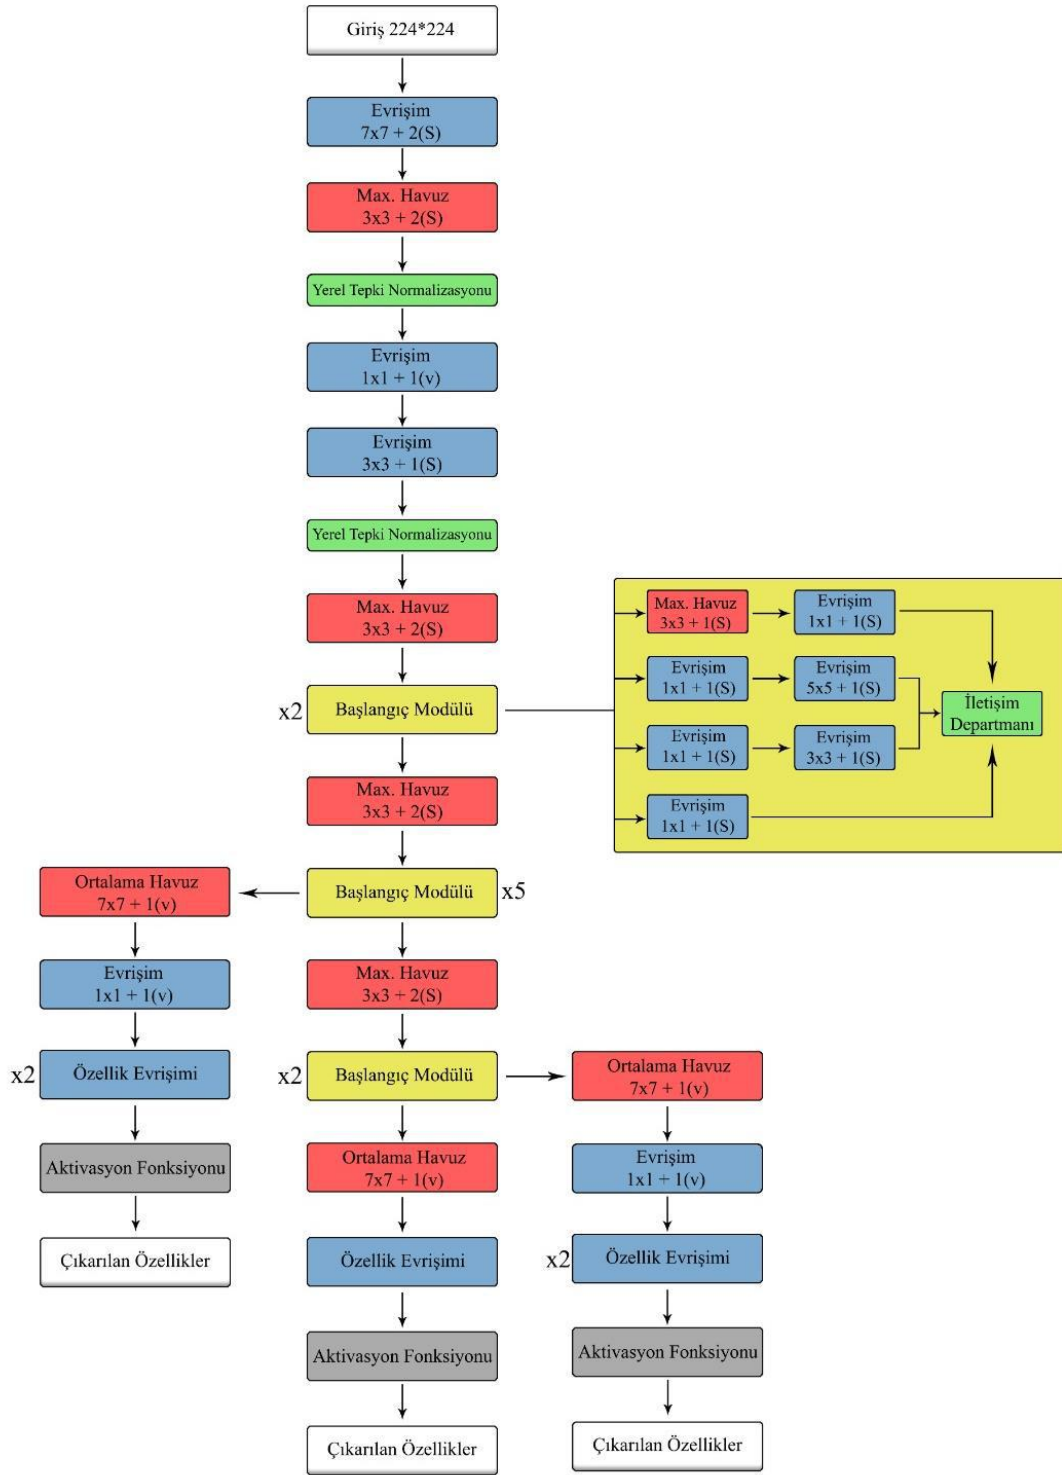 Giriş 224*224
Evrişim
7x7 + 2(S)
Max. Havuz
3x3 + 2(S)
Yerel Tepki Normalizasyonu
Evrişim
1x1 + 1(v)
Evrişim
3x3 + 1(S)
Yerel Tepki Normalizasyonu
Max. Havuz
3x3 + 2(S)
x2
Başlangıç Modülü
Max. Havuz
3x3 + 1(S)
Evrişim
1x1 + 1(S)
Evrişim
1x1 + 1(S)
Evrişim
5x5 + 1(S)
Evrişim
1x1 + 1(S)
Evrişim
3x3 + 1(S)
Evrişim
1x1 + 1(S)
İletişim
Departmanı
Max. Havuz
3x3 + 2(S)
Başlangıç Modülü
x5
Ortalama Havuz
7x7 + 1(v)
Evrişim
1x1 + 1(v)
x2
Özellik Evrişimi
Aktivasyon Fonksiyonu
Çıkarılan Özellikler
Max. Havuz
3x3 + 2(S)
x2
Başlangıç Modülü
Ortalama Havuz
7x7 + 1(v)
Özellik Evrişimi
Aktivasyon Fonksiyonu
Çıkarılan Özellikler
Ortalama Havuz
7x7 + 1(v)
Evrişim
1x1 + 1(v)
x2
Özellik Evrişimi
Aktivasyon Fonksiyonu
Çıkarılan Özellikler